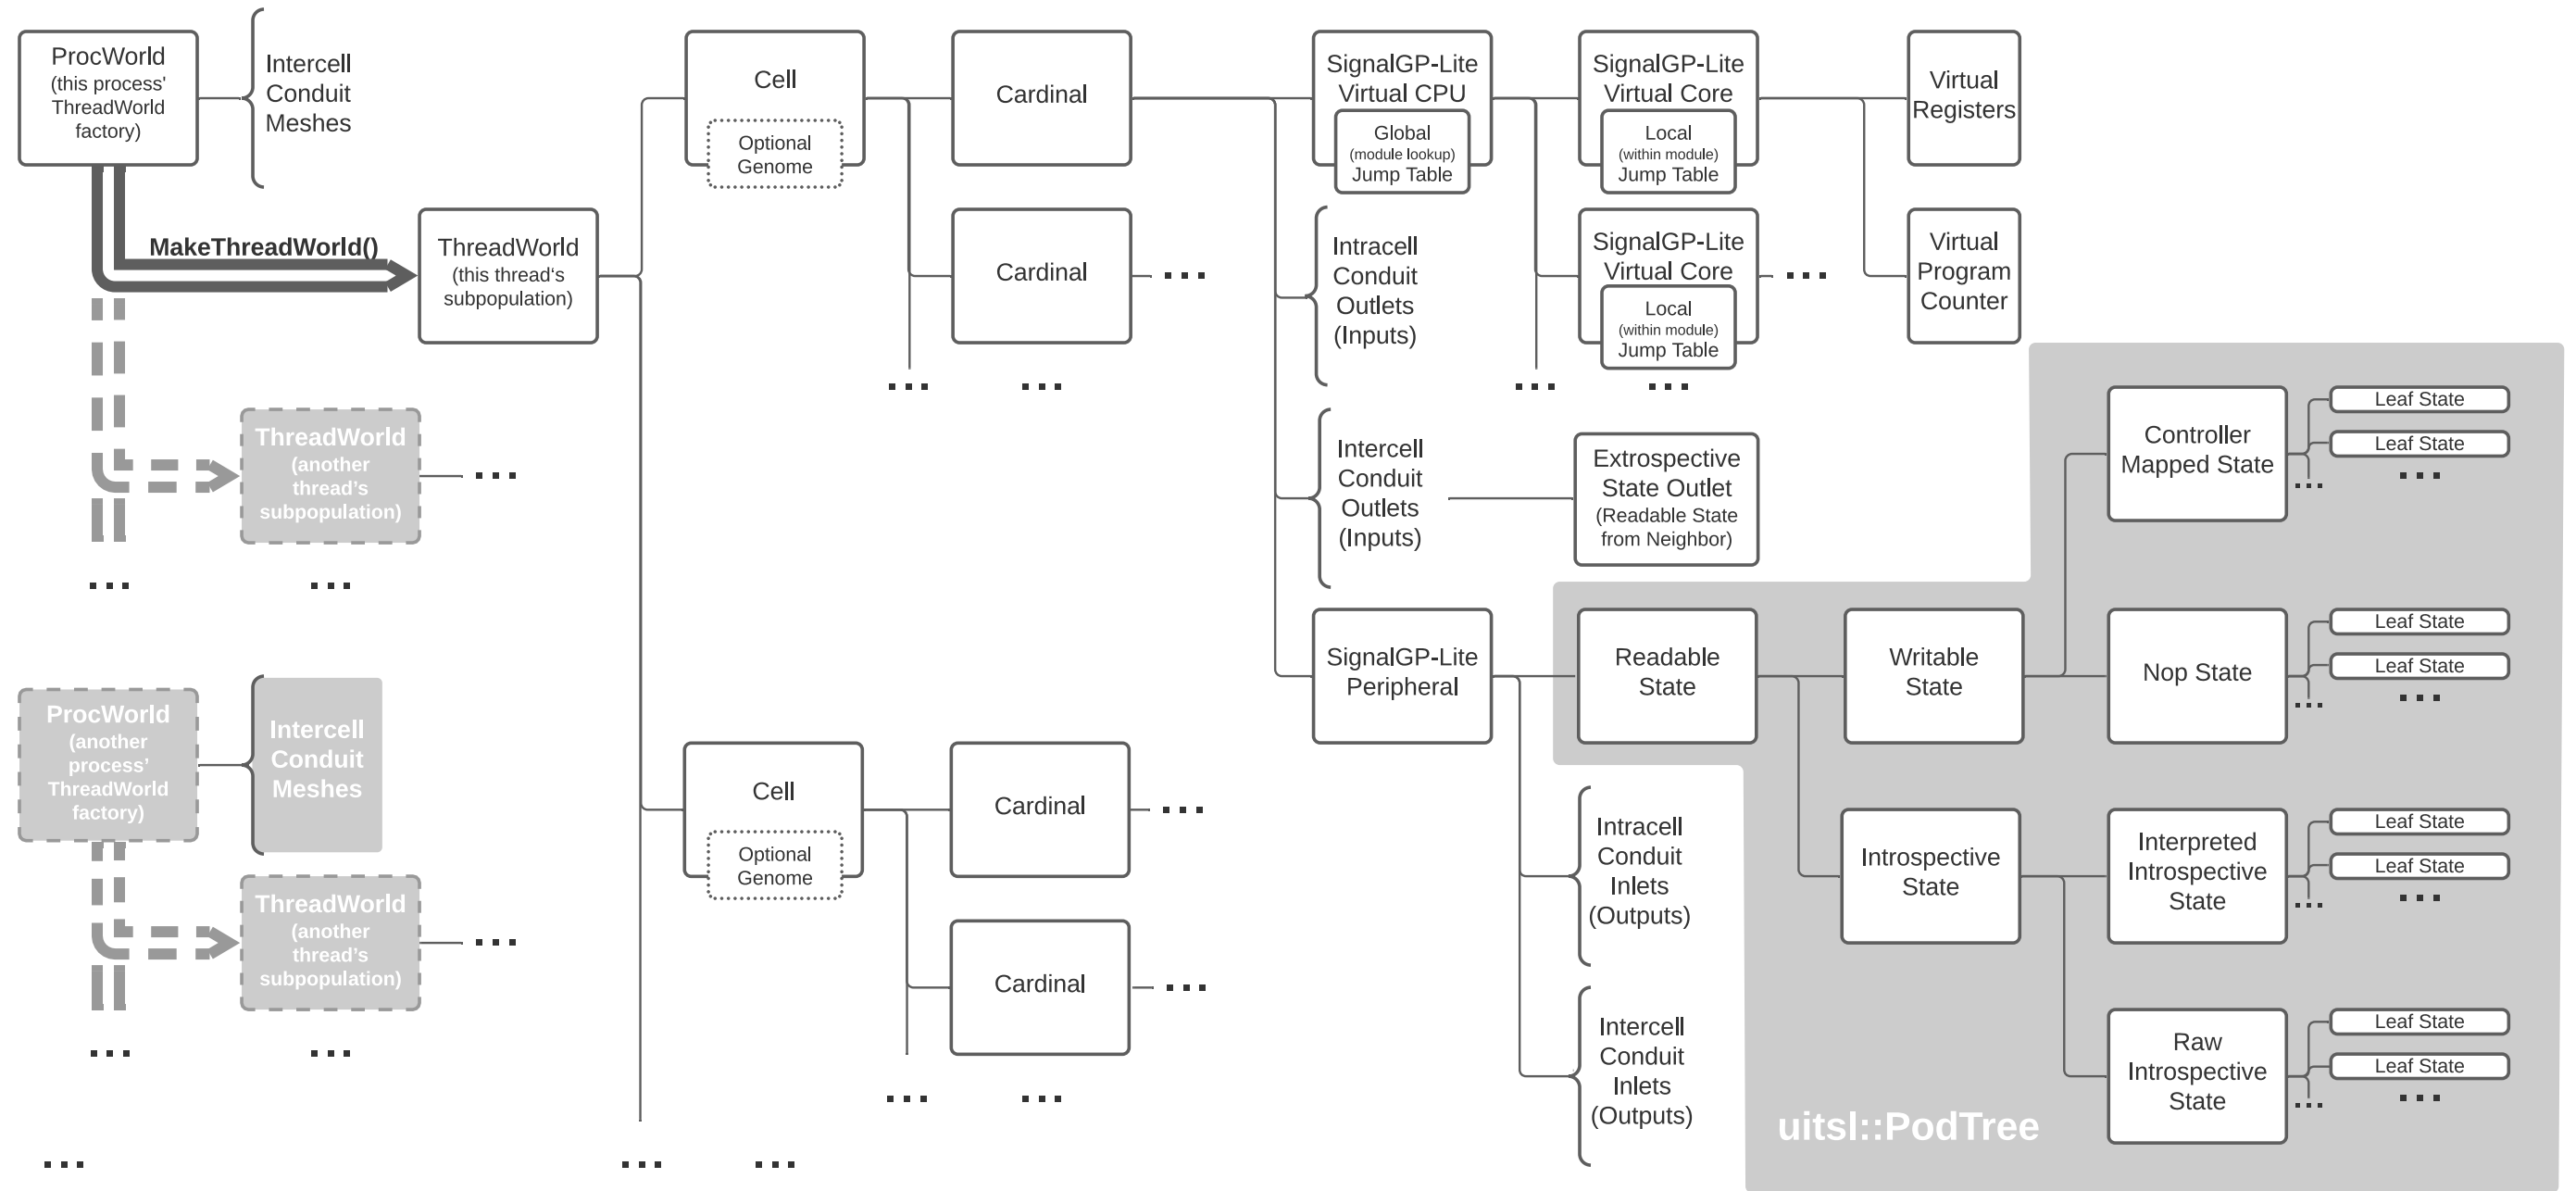 ProcWorld
(this process'
ThreadWorld
factory)
Intercell
Conduit
Meshes
MakeThreadWorld()
ThreadWorld
(this thread‘s
subpopulation)
ThreadWorld
(another
thread’s
subpopulation)
...
...
...
ProcWorld
(another
process’
ThreadWorld
factory)
Intercell
Conduit
Meshes
ThreadWorld
(another
thread’s
subpopulation)
...
...
...
...
Cell
Optional
Genome
Cardinal
Cardinal
...
...
...
Cell
Optional
Genome
Cardinal
...
Cardinal
...
...
...
...
...
SignalGP-Lite
Virtual CPU
Global
(module lookup)
Jump Table
SignalGP-Lite
Virtual Core
Local
(within module)
Jump Table
Virtual
Registers
SignalGP-Lite
Virtual Core
Local
(within module)
Jump Table
...
Virtual
Program
Counter
...
...
Intracell
Conduit
Outlets
(Inputs)
Intercell
Conduit
Outlets
(Inputs)
Extrospective
State Outlet
(Readable State
from Neighbor)
SignalGP-Lite
Peripheral
Readable
State
Writable
State
Controller
Mapped State
Leaf State
Leaf State
...
...
Nop State
Leaf State
Leaf State
...
...
Introspective
State
Interpreted
Introspective
State
Leaf State
Leaf State
...
...
Raw
Introspective
State
Leaf State
Leaf State
...
...
Intracell
Conduit
Inlets
(Outputs)
Intercell
Conduit
Inlets
(Outputs)
uitsl::PodTree